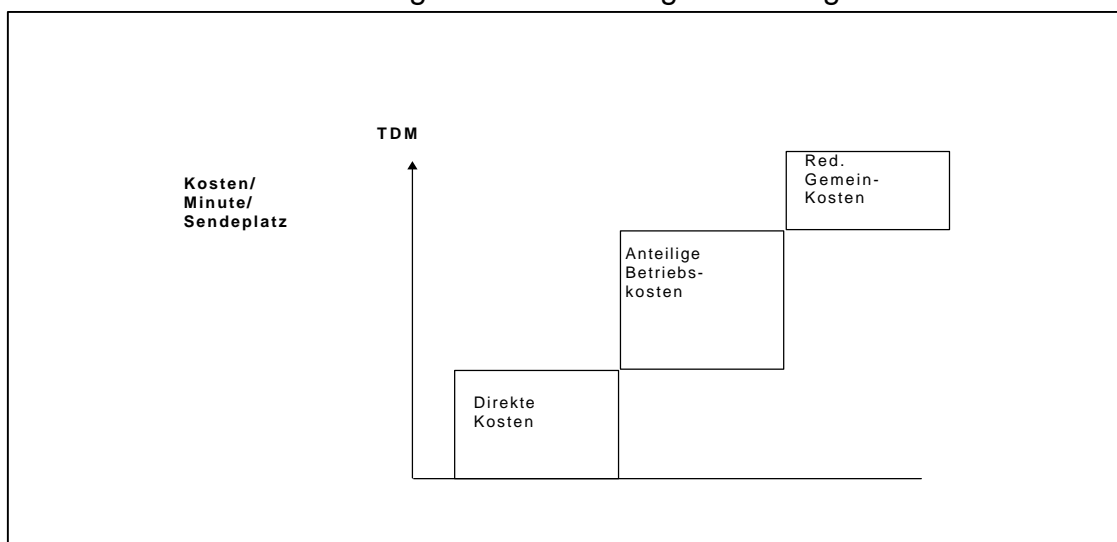 TDM
Kosten/
Minute/
Sendeplatz
Red.
Gemein-
Kosten
Anteilige
Betriebs-
kosten
Direkte
Kosten